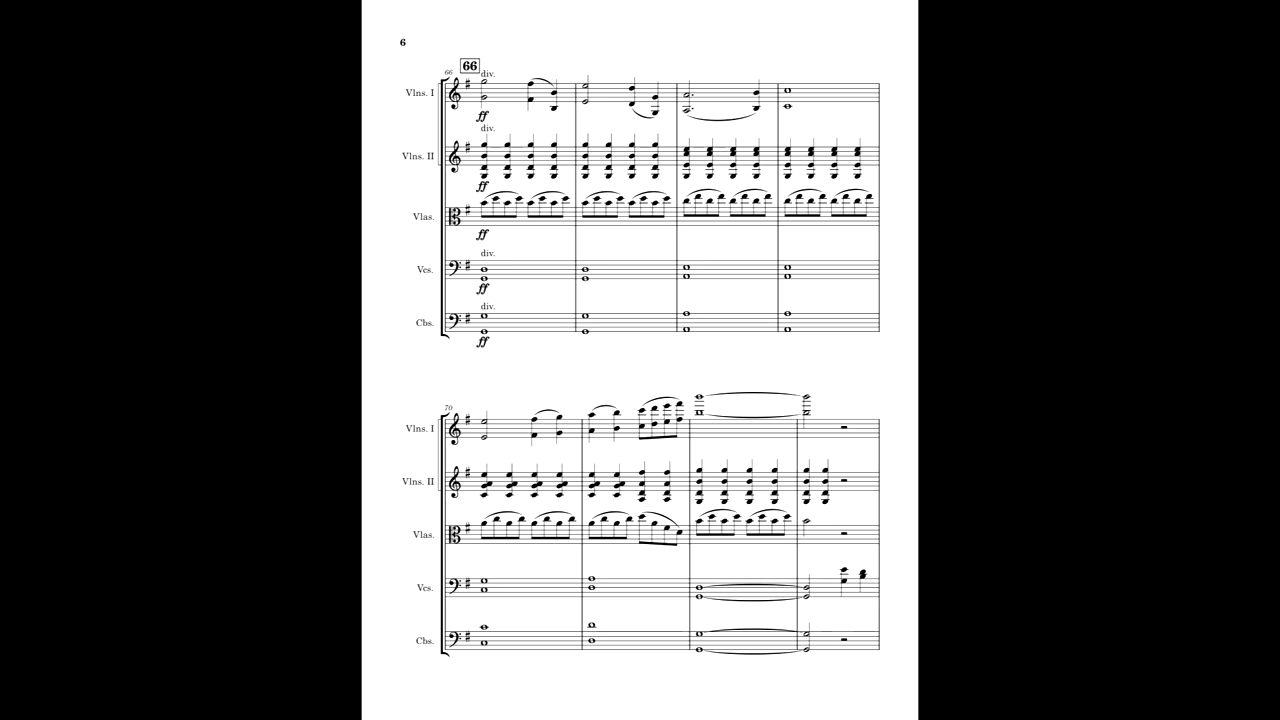 6
66
66
div.
Vlns. I
ff
div.
Vlns. II
ff
Vlas.
ff
div.
Vcs.
ff
div.
Cbs.
ff
70
Vlns. I
Vlns. II
Vlas.
Vcs.
Cbs.